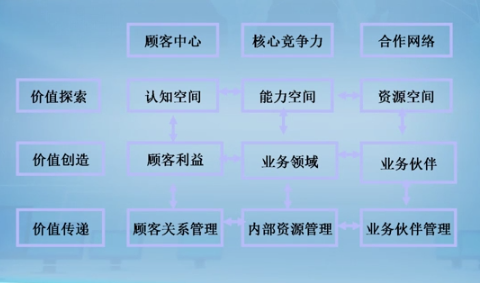 顾客中心 核心竞争力 合作网络
价值探索 认知空间 能力空间 资源空间
价值创造 顾客利益 业务领域 业务伙伴
价值传递 顾客关系管理 内部资源管理 业务伙伴管理